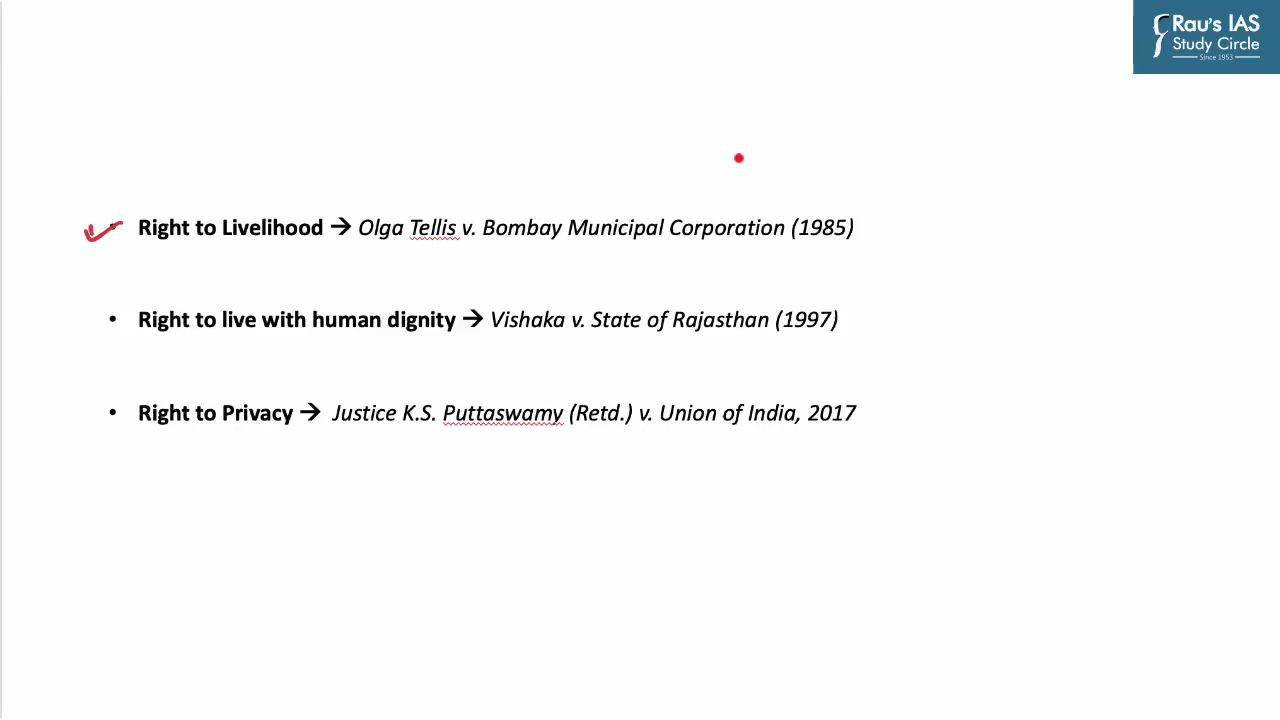 Rau's IAS
Study Circle
Since 1953
Right to Livelihood → Olga Tellis v. Bombay Municipal Corporation (1985)
• Right to live with human dignity → Vishaka v. State of Rajasthan (1997)
• Right to Privacy → Justice K.S. Puttaswamy (Retd.) v. Union of India, 2017